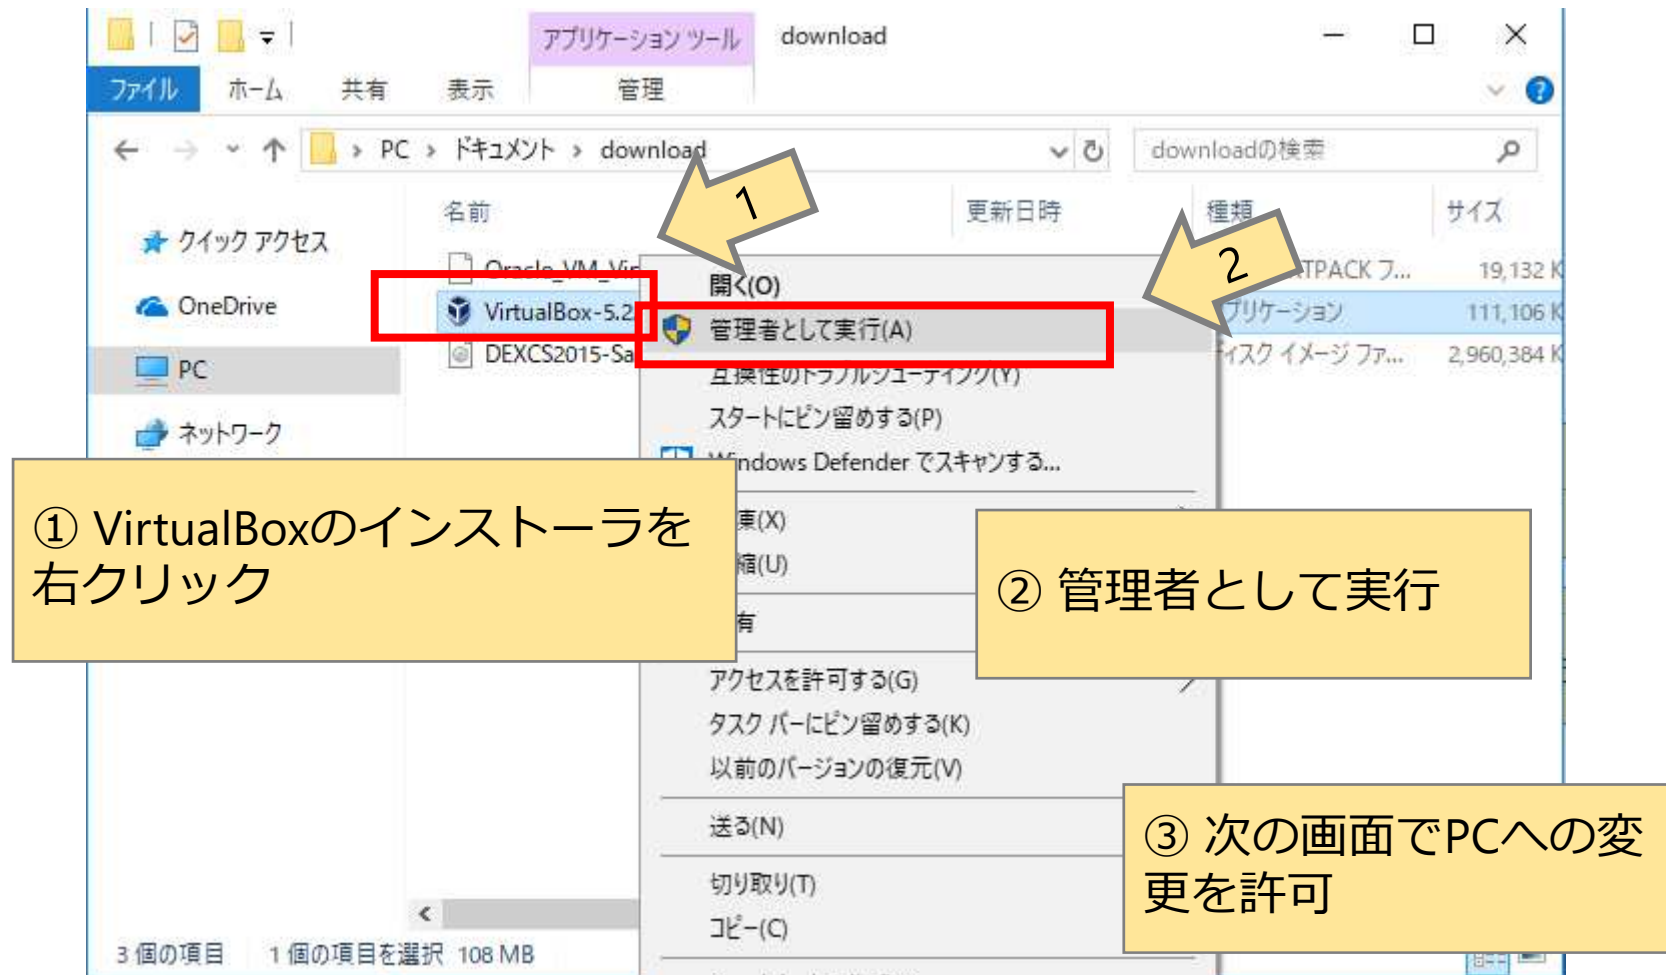 アプリケーション ツール
download
ファイル
ホーム
共有
表示
管理
PC › ドキュメント › download
downloadの検索
名前
更新日時
種類
サイズ
クイック アクセス
OneDrive
PC
ネットワーク
Oracle_VM_Vir
TPACK フ...
19,132 K
VirtualBox-5.2
プリケーション
111,106 K
DEXCS2015-Sa
ィスク イメージ ファ...
2,960,384 K
1
2
開く(O)
管理者として実行(A)
互換性のトラブルシューティング(Y)
スタートにピン留めする(P)
Windows Defender でスキャンする...
(X)
(U)
有
アクセスを許可する(G)
タスク バーにピン留めする(K)
以前のバージョンの復元(V)
送る(N)
切り取り(T)
コピー(C)
① VirtualBoxのインストーラを
右クリック
② 管理者として実行
③ 次の画面でPCへの変
更を許可
3 個の項目
1 個の項目を選択 108 MB